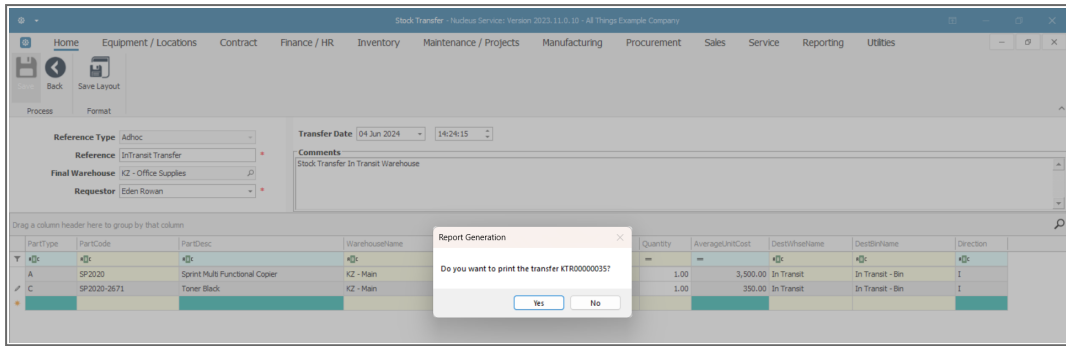 Stock Transfer - Nucleus Service: Version 2023.11.0.10 - All Things Example Company
Home Equipment / Locations Contract Finance / HR Inventory Maintenance / Projects Manufacturing Procurement Sales Service Reporting Utilities
Save Back Save Layout
Process Format
Reference Type Adhoc
Transfer Date 04 Jun 2024 14:24:15
Reference InTransit Transfer *
Comments
Stock Transfer In Transit Warehouse
Final Warehouse KZ - Office Supplies
Requestor Eden Rowan *
Drag a column header here to group by that column
PartType PartCode PartDesc WarehouseName Quantity AverageUnitCost DestWhseName DestBinName Direction
A SP2020 Sprint Multi Functional Copier KZ - Main 1.00 3,500.00 In Transit In Transit - Bin I
C SP2020-2671 Toner Black KZ - Main 1.00 350.00 In Transit In Transit - Bin I
Report Generation
Do you want to print the transfer KTR00000035?
Yes No